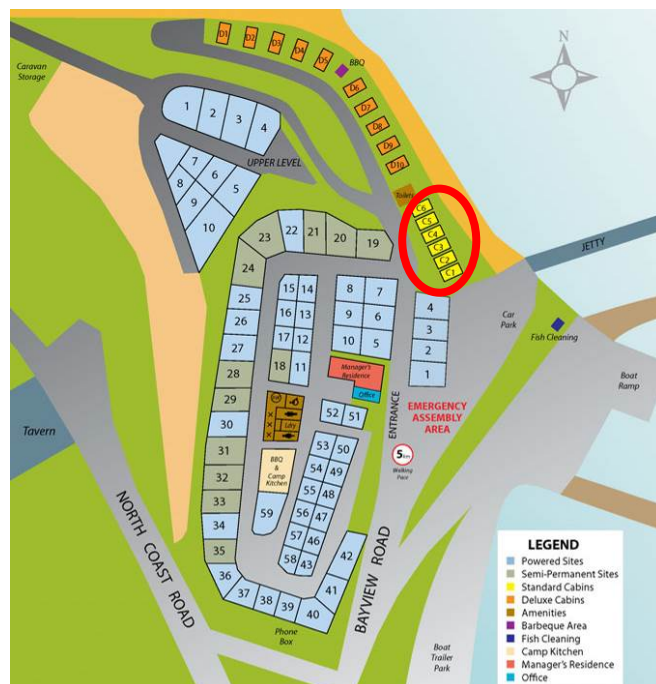 D1
D2
D3
D4
D5
BBQ
D6
D7
D8
D9
D10
Caravan
Storage
N
1
2
3
4
UPPER LEVEL
7
6
5
8
9
10
Toilets
C6
C5
C4
C3
C2
C1
JETTY
Car
Park
Fish Cleaning
Boat
Ramp
23
22
21
20
19
24
25
26
27
28
29
30
31
32
33
34
35
36
37
38
39
40
41
42
15
14
16
13
17
12
18
11
8
7
9
6
10
5
4
3
2
1
Manager's
Residence
Office
ENTRANCE
EMERGENCY
ASSEMBLY
AREA
5
km
Walking
Pace
Ldry
BBQ
& Camp
Kitchen
59
52
51
53
50
54
49
55
48
56
47
57
46
58
43
Tavern
NORTH COAST ROAD
BAYVIEW ROAD
Phone
Box
Boat
Trailer
Park
LEGEND
Powered Sites
Semi-Permanent Sites
Standard Cabins
Deluxe Cabins
Amenities
Barbeque Area
Fish Cleaning
Camp Kitchen
Manager's Residence
Office